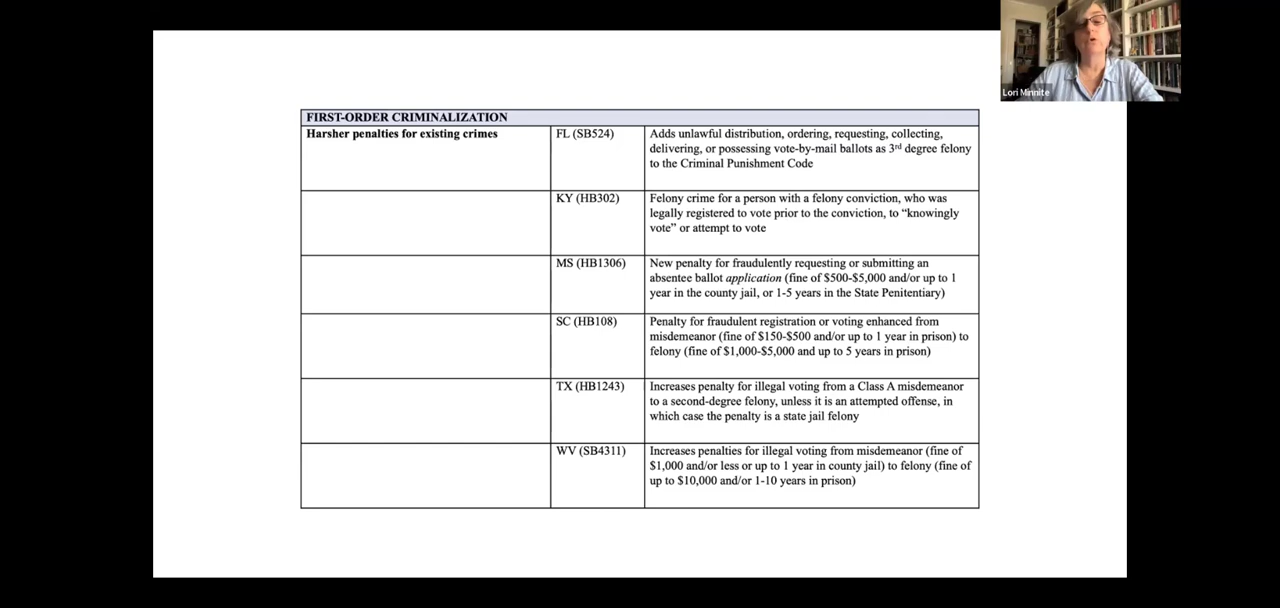 Lori Minnite
FIRST-ORDER CRIMINALIZATION
Harsher penalties for existing crimes
FL (SB524)
Adds unlawful distribution, ordering, requesting, collecting,
delivering, or possessing vote-by-mail ballots as 3rd degree felony
to the Criminal Punishment Code
KY (HB302)
Felony crime for a person with a felony conviction, who was
legally registered to vote prior to the conviction, to “knowingly
vote” or attempt to vote
MS (HB1306)
New penalty for fraudulently requesting or submitting an
absentee ballot application (fine of $500-$5,000 and/or up to 1
year in the county jail, or 1-5 years in the State Penitentiary)
SC (HB108)
Penalty for fraudulent registration or voting enhanced from
misdemeanor (fine of $150-$500 and/or up to 1 year in prison) to
felony (fine of $1,000-$5,000 and up to 5 years in prison)
TX (HB1243)
Increases penalty for illegal voting from a Class A misdemeanor
to a second-degree felony, unless it is an attempted offense, in
which case the penalty is a state jail felony
WV (SB4311)
Increases penalties for illegal voting from misdemeanor (fine of
$1,000 and/or less or up to 1 year in county jail) to felony (fine of
up to $10,000 and/or 1-10 years in prison)